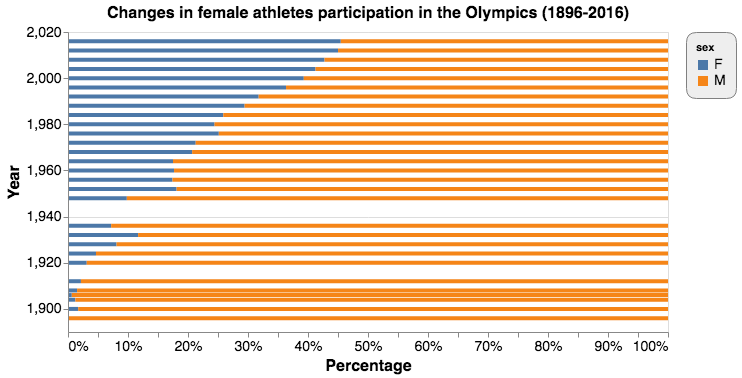 Changes in female athletes participation in the Olympics (1896-2016)
2,020
2,000
1,980
1,960
1,940
1,920
1,900
Year
0% 10% 20% 30% 40% 50% 60% 70% 80% 90% 100%
Percentage
sex
F
M